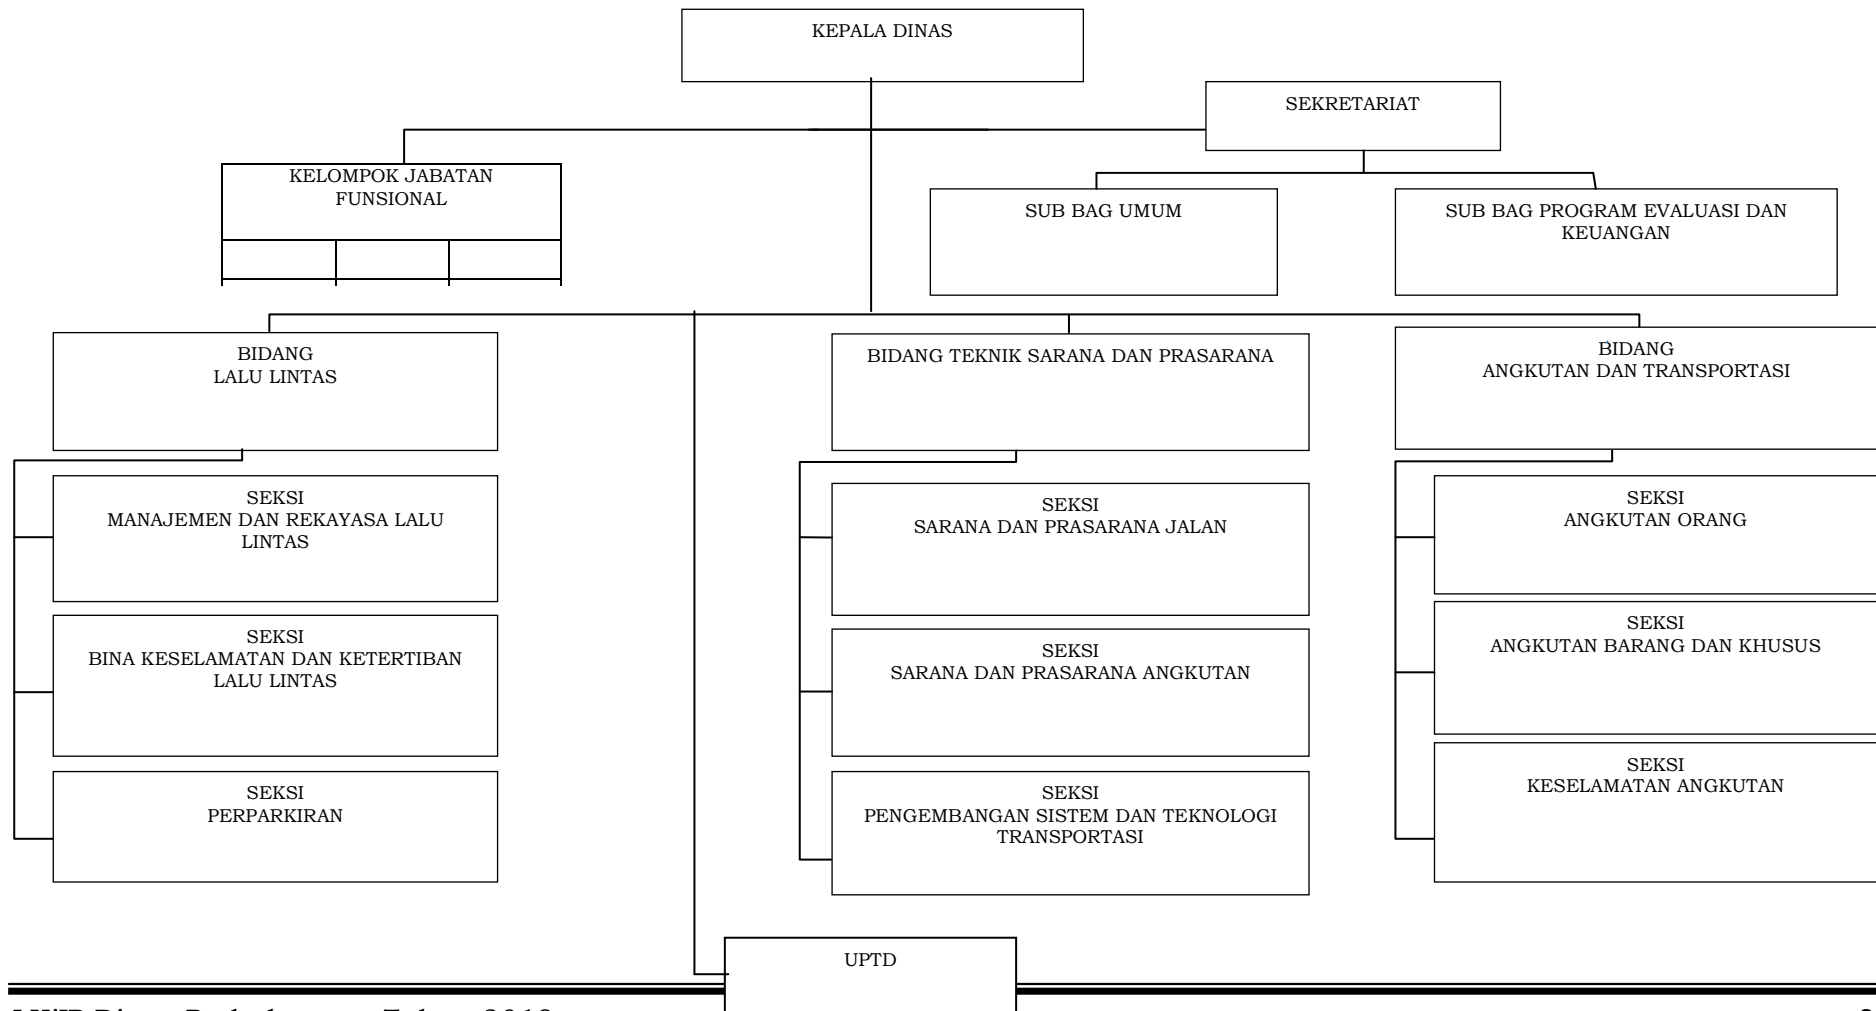 KEPALA DINAS
SEKRETARIAT
KELOMPOK JABATAN
FUNSIONAL
SUB BAG UMUM
SUB BAG PROGRAM EVALUASI DAN
KEUANGAN
BIDANG
LALU LINTAS
BIDANG TEKNIK SARANA DAN PRASARANA
BIDANG
ANGKUTAN DAN TRANSPORTASI
SEKSI
MANAJEMEN DAN REKAYASA LALU
LINTAS
SEKSI
BINA KESELAMATAN DAN KETERTIBAN
LALU LINTAS
SEKSI
PERPARKIRAN
SEKSI
SARANA DAN PRASARANA JALAN
SEKSI
SARANA DAN PRASARANA ANGKUTAN
SEKSI
PENGEMBANGAN SISTEM DAN TEKNOLOGI
TRANSPORTASI
SEKSI
ANGKUTAN ORANG
SEKSI
ANGKUTAN BARANG DAN KHUSUS
SEKSI
KESELAMATAN ANGKUTAN
UPTD